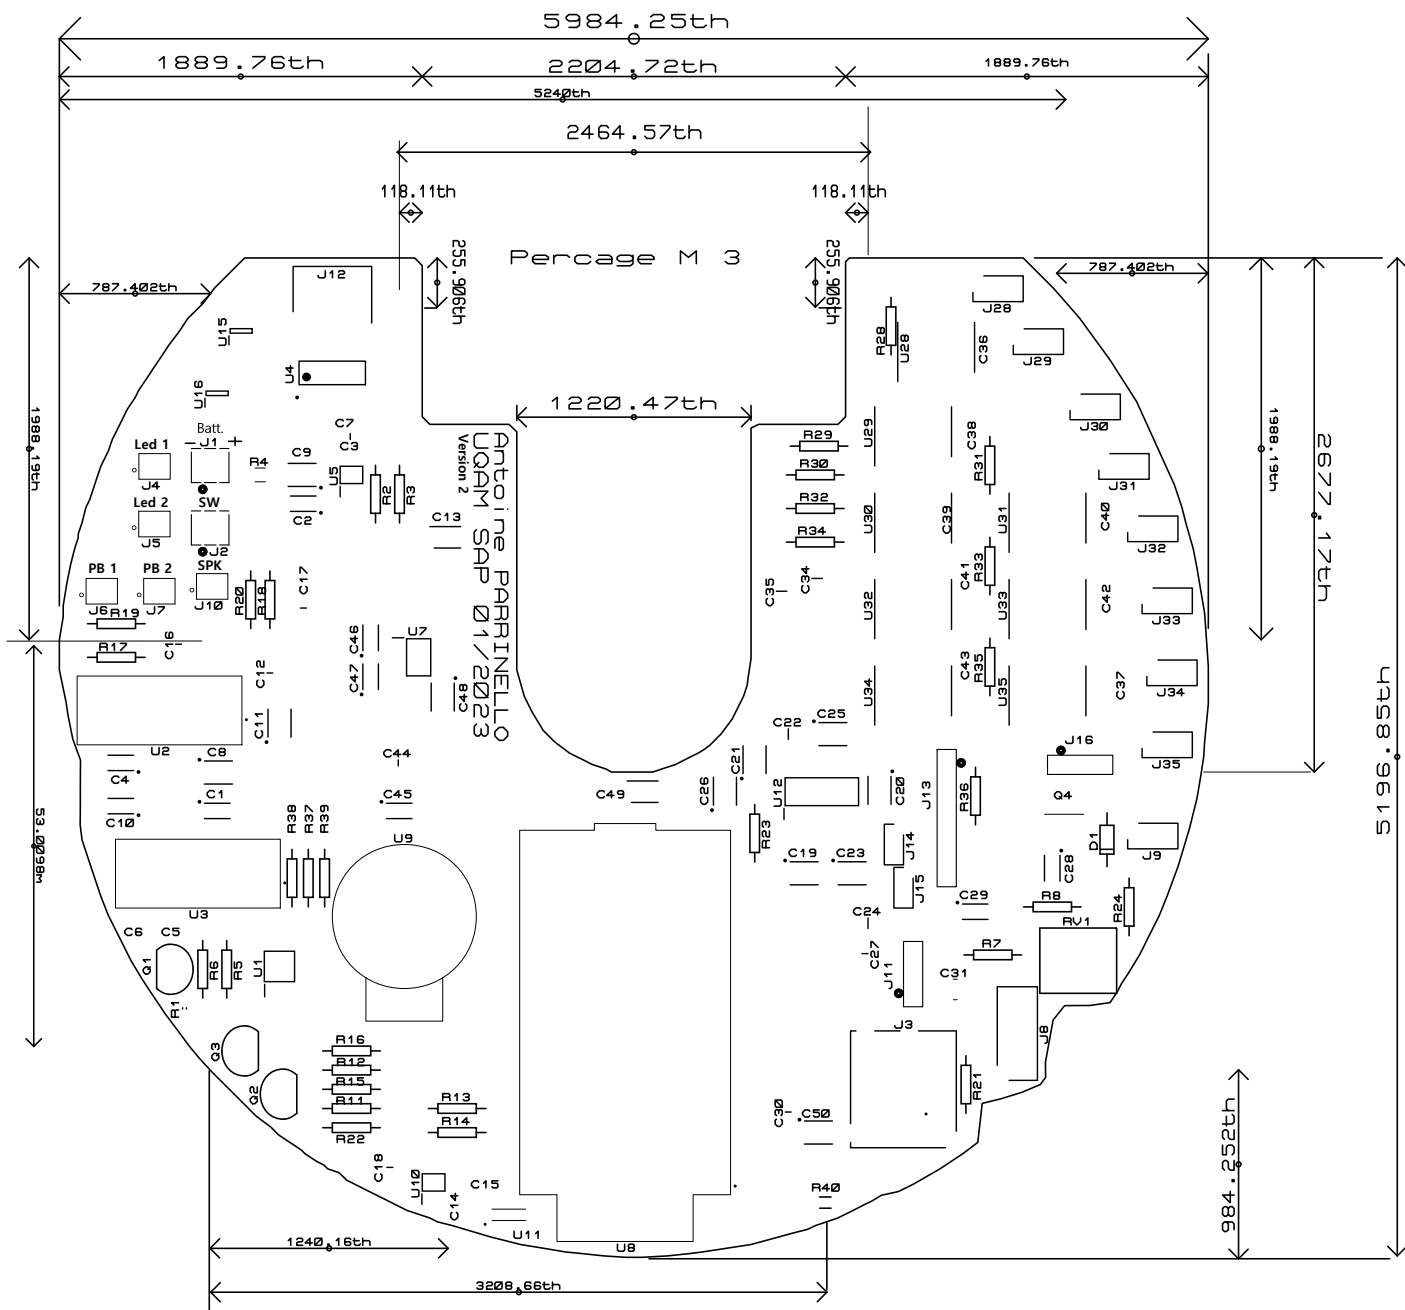 5984.25th
1889.76th
2204.72th
1889.76th
5240th
2464.57th
118.11th
118.11th
Percage M 3
255.906th
255.906th
787.402th
787.402th
J12
J28
U15
R28
U28
C36
J29
U4
U16
J30
1988.19th
1988.19th
2677.17th
1220.47th
Batt.
- J1 +
Led 1
J4
R4
C9
C7
C3
U5
R2
R3
Antoine PARRINELLO
UQAM SAP 01/2023
Version 2
R29
R30
R32
R34
U29
C38
R31
J31
Led 2
J5
SW
J2
C2
C13
U30
C39
U31
C40
J32
PB 1
J6
PB 2
J7
SPK
J10
R20
R18
C17
C35
C34
C41
R33
U32
U33
C42
J33
R19
R17
C16
C12
C46
C47
U7
C48
U34
C43
R35
U35
C37
J34
U2
C11
C22
C25
J16
J35
5196.85th
C4
C8
C44
C10
C1
C45
C49
C26
C21
U12
C20
J13
R36
Q4
53.0098m
R38
R37
R39
U9
R23
J14
D1
J9
C19
C23
J15
C28
U3
C29
R8
R24
C24
RV1
C6
C5
Q1
R6
R5
U1
C27
J11
R7
C31
R1
J3
J8
Q3
R16
R12
R15
R11
R22
Q2
R13
R14
R21
C30
C50
984.252th
C18
U10
C14
C15
R40
U11
U8
1240.16th
3208.66th